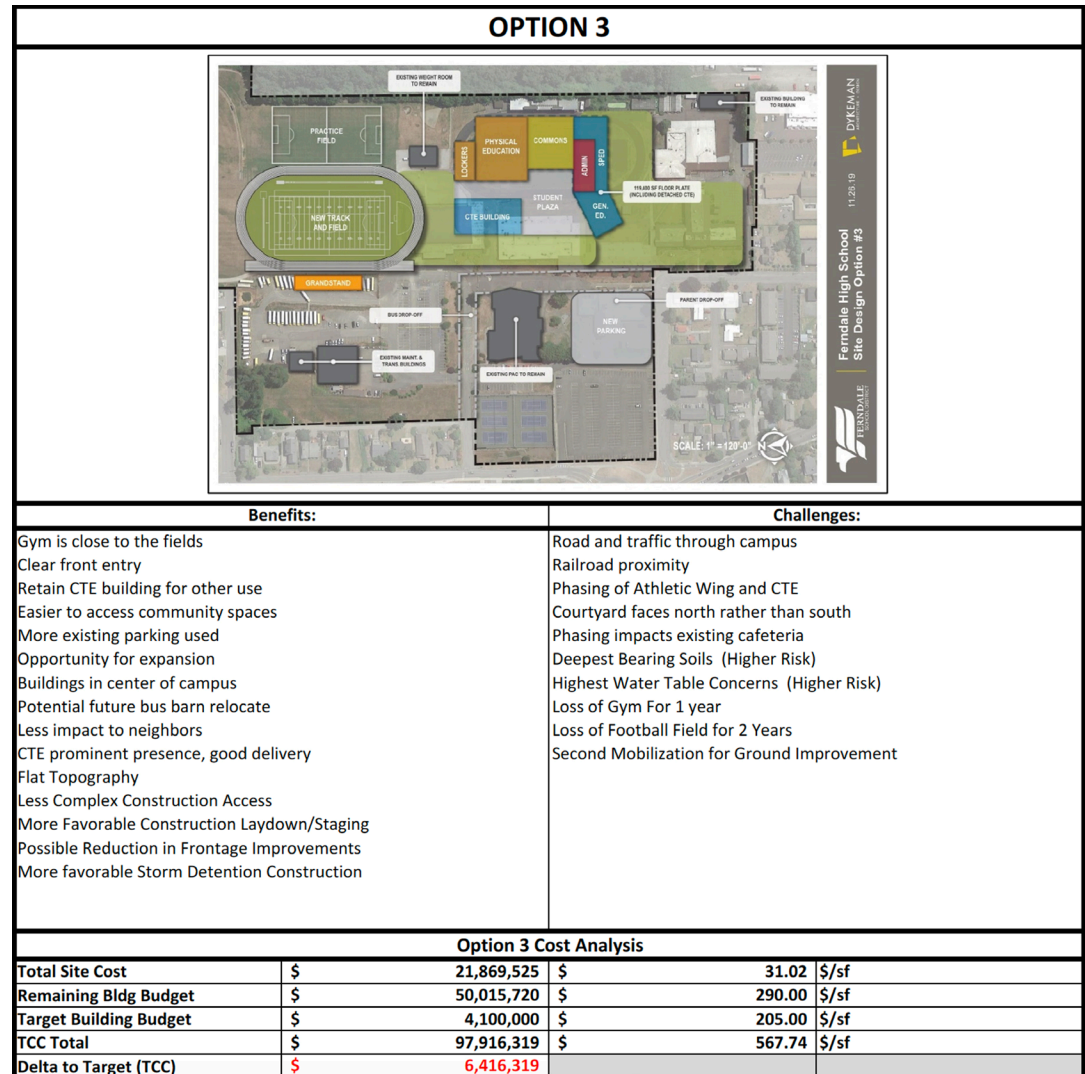 OPTION 3
EXISTING WEIGHT ROOM
TO REMAIN
EXISTING BUILDING
TO REMAIN
PRACTICE
FIELD
LOCKERS
PHYSICAL
EDUCATION
COMMONS
ADMIN
SPED
GEN.
ED.
(INCLUDING DETACHED CTE)
STUDENT
PLAZA
CTE BUILDING
NEW TRACK
AND FIELD
GRANDSTAND
BUS DROP-OFF
PARENT DROP-OFF
NEW
PARKING
EXISTING MAINT. &
TRANS. BUILDINGS
EXISTING PAC TO REMAIN
SCALE: 1" = 120'-0"
N
DYKEMAN
11.26.19
Ferndale High School
Site Design Option #3
FERNDALE
SCHOOL DISTRICT
Benefits:
Gym is close to the fields
Clear front entry
Retain CTE building for other use
Easier to access community spaces
More existing parking used
Opportunity for expansion
Buildings in center of campus
Potential future bus barn relocate
Less impact to neighbors
CTE prominent presence, good delivery
Flat Topography
Less Complex Construction Access
More Favorable Construction Laydown/Staging
Possible Reduction in Frontage Improvements
More favorable Storm Detention Construction
Challenges:
Road and traffic through campus
Railroad proximity
Phasing of Athletic Wing and CTE
Courtyard faces north rather than south
Phasing impacts existing cafeteria
Deepest Bearing Soils (Higher Risk)
Highest Water Table Concerns (Higher Risk)
Loss of Gym For 1 year
Loss of Football Field for 2 Years
Second Mobilization for Ground Improvement
Option 3 Cost Analysis
Total Site Cost $ 21,869,525 $ 31.02 $/sf
Remaining Bldg Budget $ 50,015,720 $ 290.00 $/sf
Target Building Budget $ 4,100,000 $ 205.00 $/sf
TCC Total $ 97,916,319 $ 567.74 $/sf
Delta to Target (TCC) $ 6,416,319